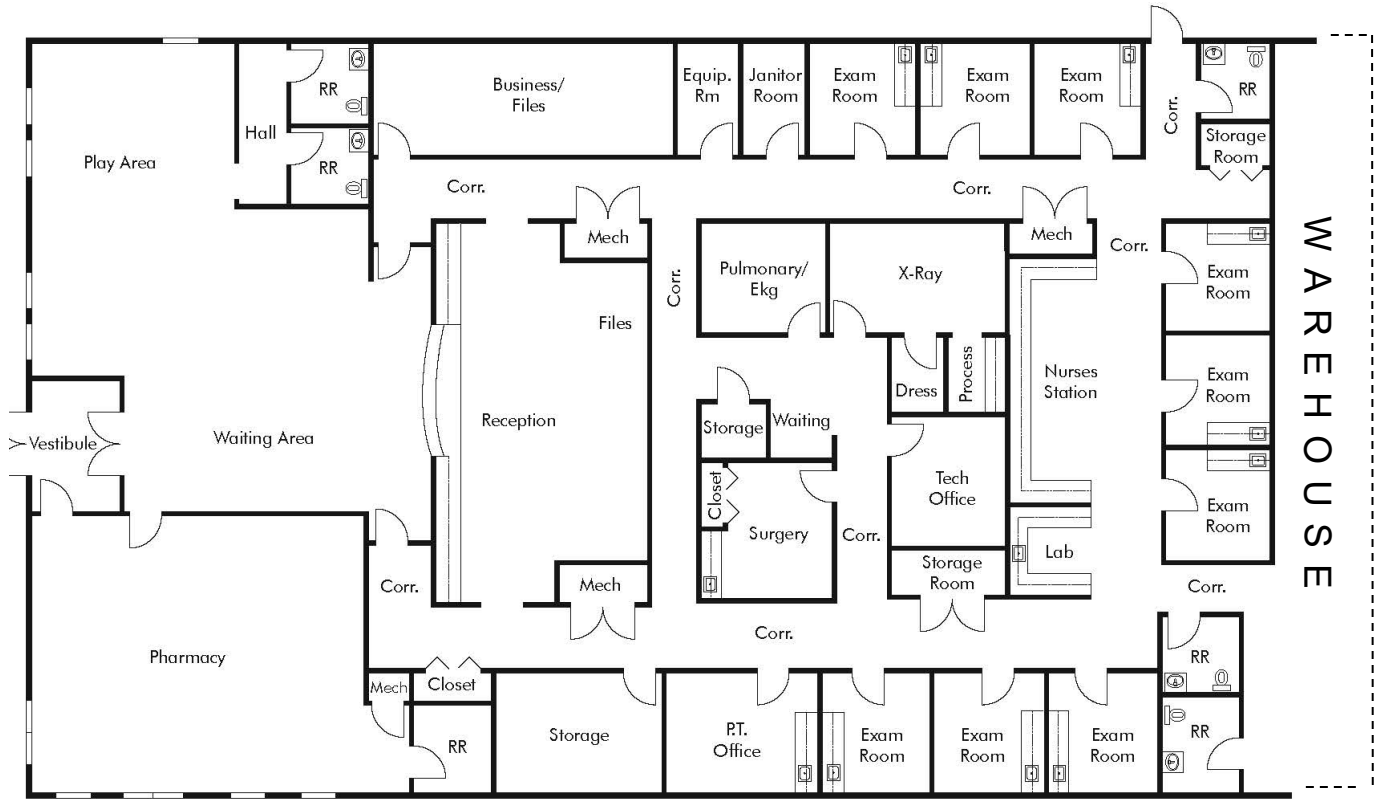 Business/
Files
Equip.
Rm
Janitor
Room
Exam
Room
Exam
Room
Exam
Room
Corr.
RR
RR
Hall
RR
Storage
Room
Play Area
Corr.
Corr.
Mech
Mech
Corr.
Corr.
Pulmonary/
Ekg
X-Ray
Exam
Room
Files
Nurses
Station
Exam
Room
Process
Dress
Reception
Storage
Waiting
Vestibule
Waiting Area
Closet
Surgery
Tech
Office
Exam
Room
Corr.
Lab
Storage
Room
Mech
Corr.
Corr.
Corr.
Pharmacy
RR
Mech
Closet
RR
Storage
P.T.
Office
Exam
Room
Exam
Room
Exam
Room
RR
WAREHOUSE